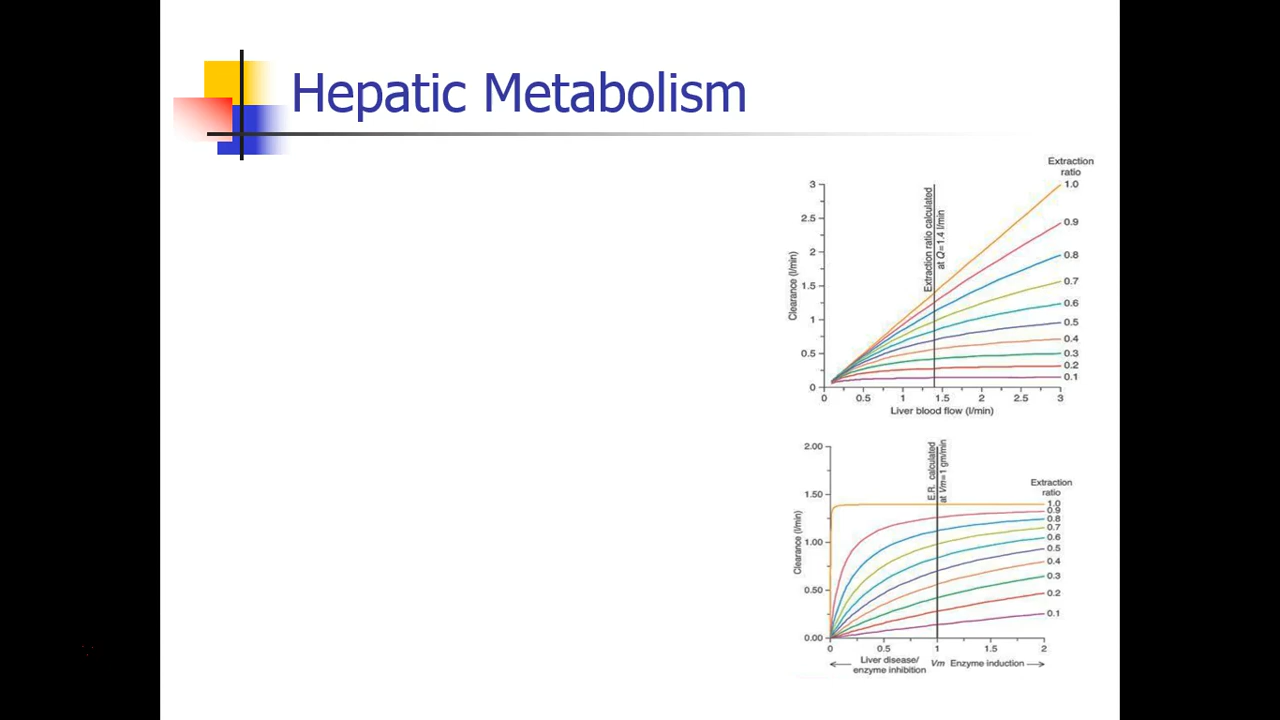 Hepatic Metabolism
Extraction
ratio
1.0
0.9
0.8
0.7
0.6
0.5
0.4
0.3
0.2
0.1
Extraction ratio calculated
at Q=1.4 l/min
Clearance (l/min)
3
2.5
2
1.5
1
0.5
0
0 0.5 1 1.5 2 2.5 3
Liver blood flow (l/min)
E.R. calculated
at Vm=1 gm/min
Extraction
ratio
1.0
0.9
0.8
0.7
0.6
0.5
0.4
0.3
0.2
0.1
Clearance (l/min)
2.00
1.50
1.00
0.50
0.00
0 0.5 1 1.5 2
Liver disease/
enzyme inhibition
Vm Enzyme induction